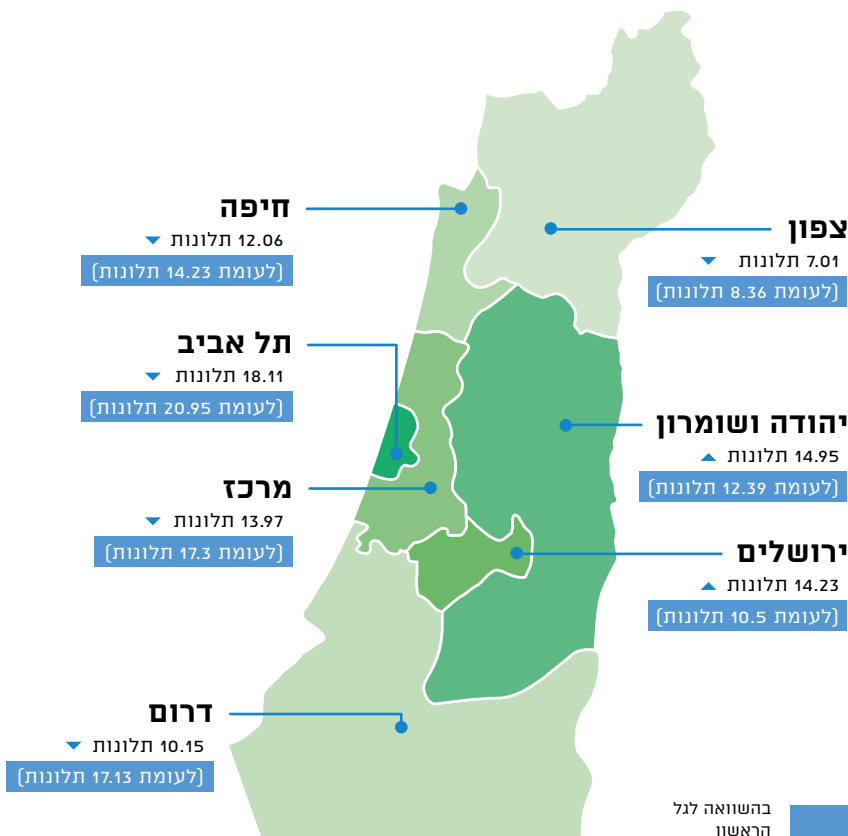 צפון
7.01 תלונות
(לעומת 8.36 תלונות)
חיפה
12.06 תלונות
(לעומת 14.23 תלונות)
תל אביב
18.11 תלונות
(לעומת 20.95 תלונות)
יהודה ושומרון
14.95 תלונות
(לעומת 12.39 תלונות)
מרכז
13.97 תלונות
(לעומת 17.3 תלונות)
ירושלים
14.23 תלונות
(לעומת 10.5 תלונות)
דרום
10.15 תלונות
(לעומת 17.13 תלונות)
בהשוואה לגל
הראשון